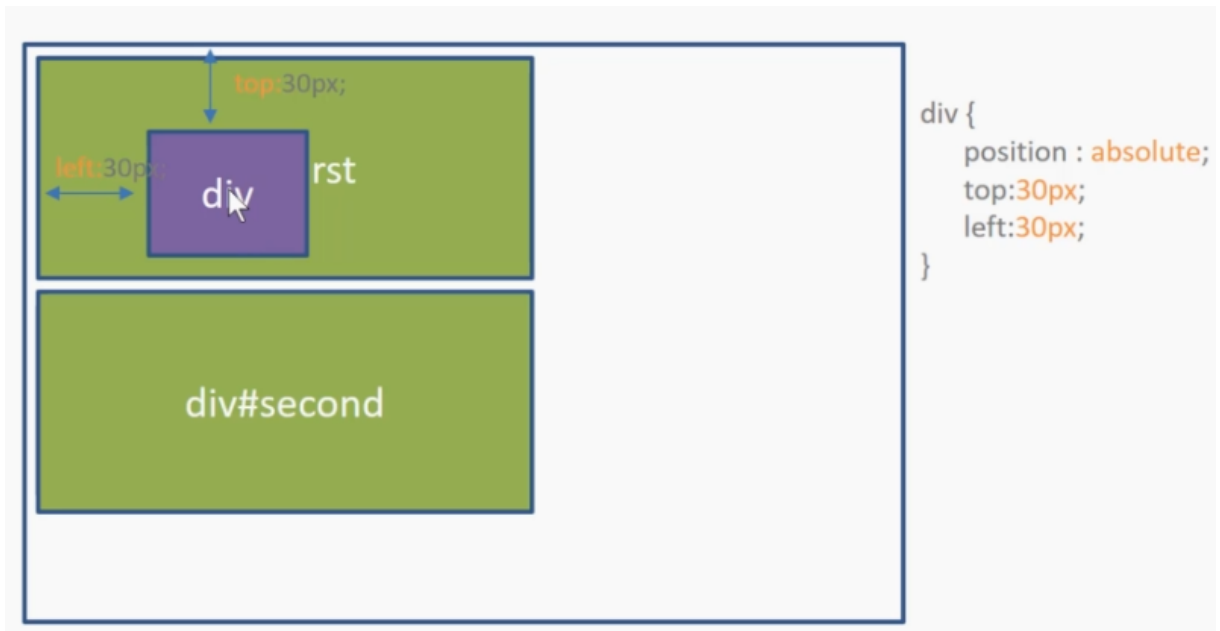 top:30px;
left:30px;
div
rst
div#second
div {
position : absolute;
top:30px;
left:30px;
}